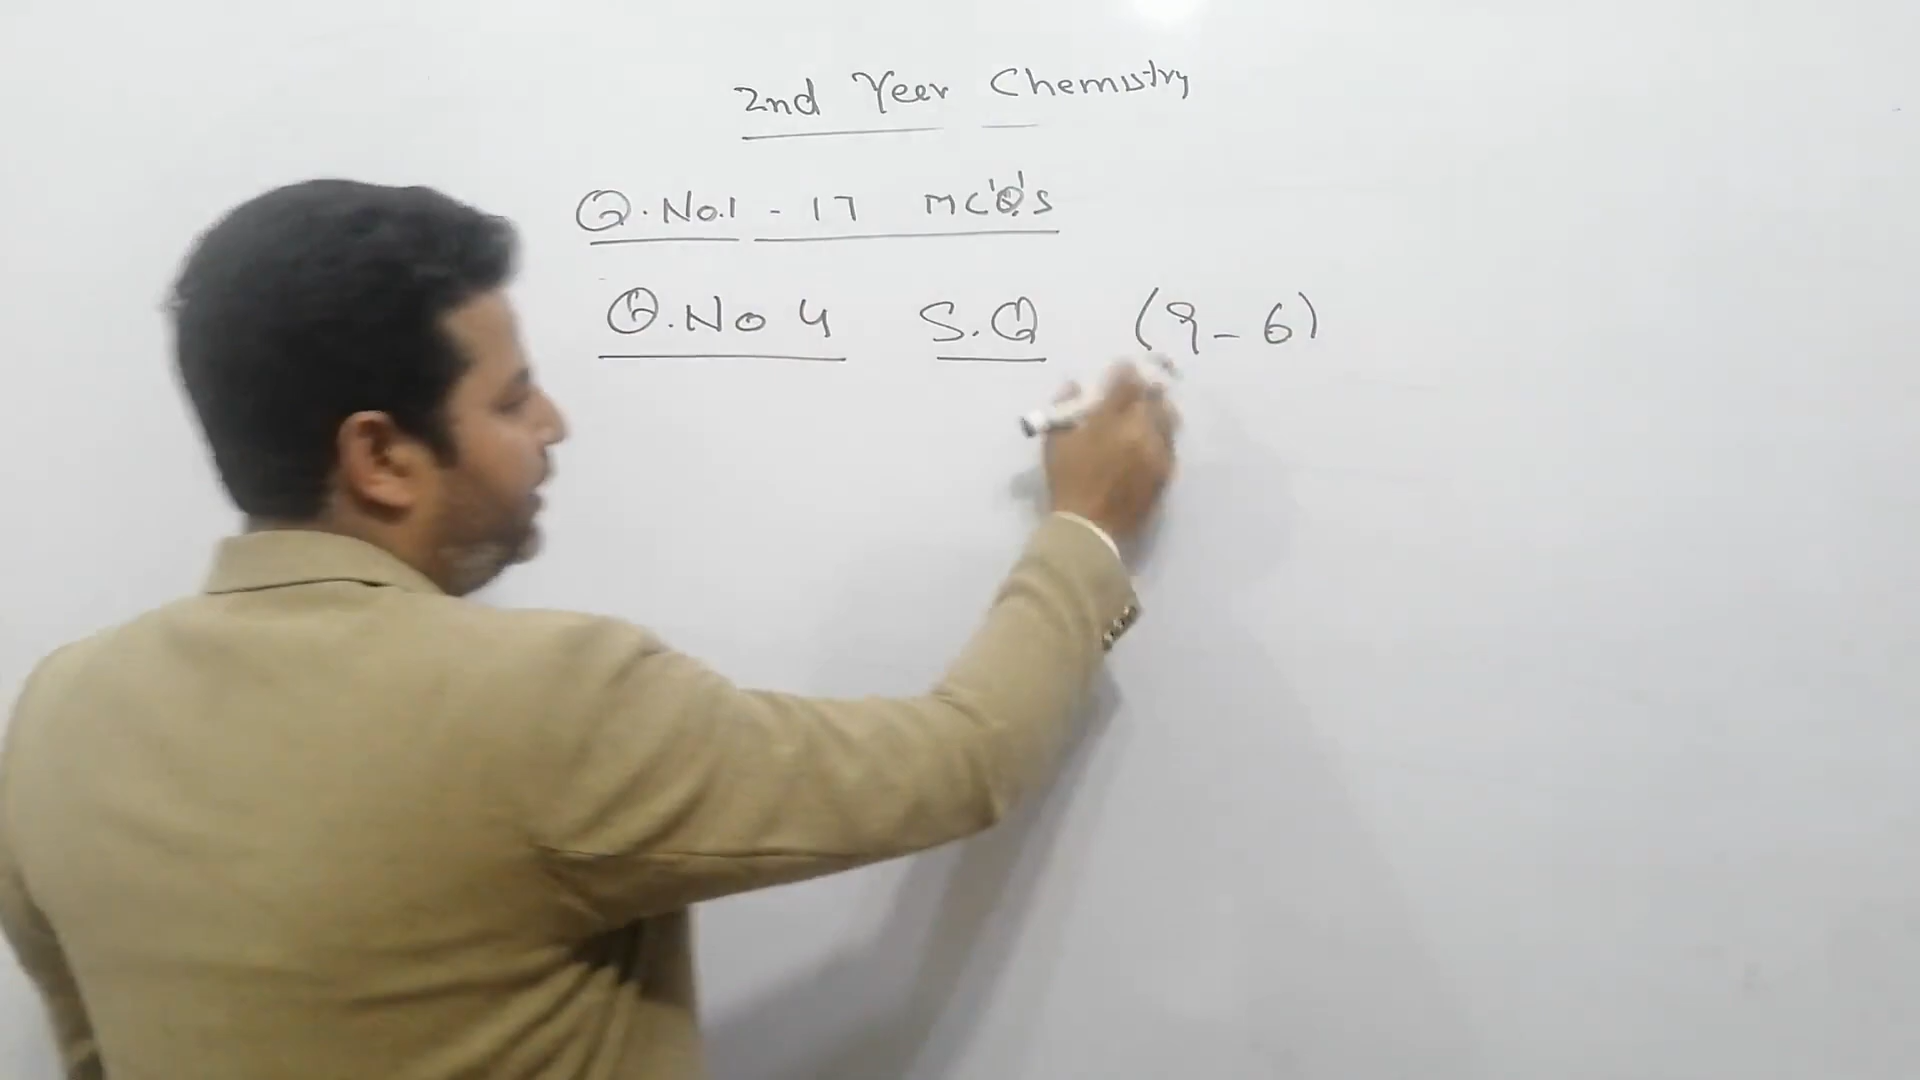 2nd Year Chemistry
Q.No.1 - 17 MCQ's
Q.No 4 S.Q (9-6)